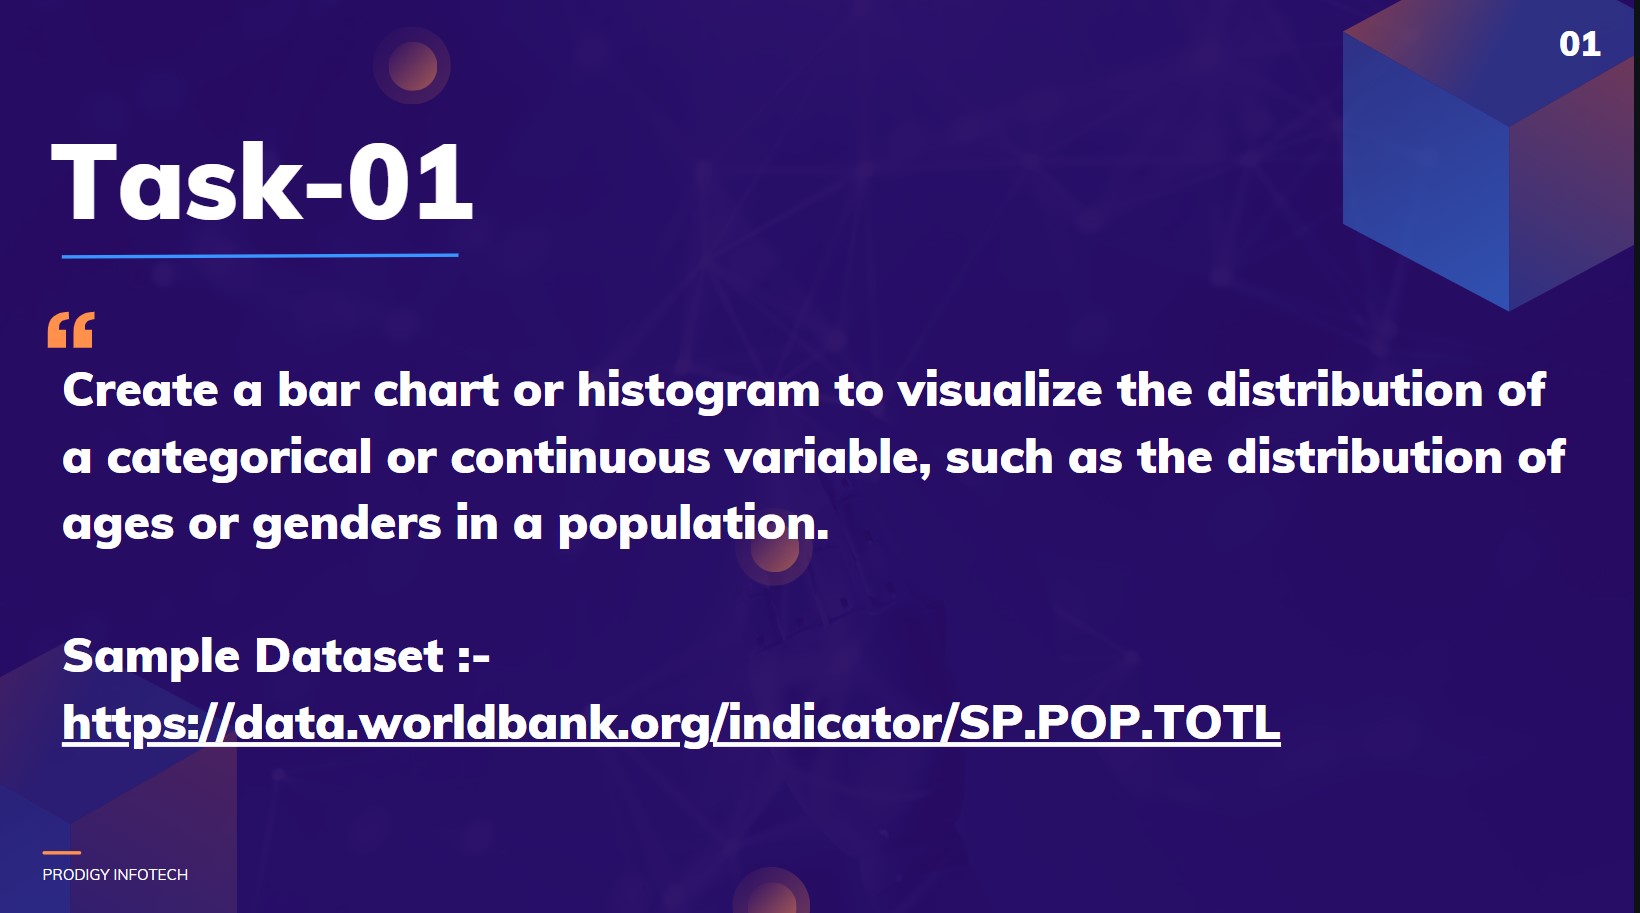 01
Task-01
“
Create a bar chart or histogram to visualize the distribution of
a categorical or continuous variable, such as the distribution of
ages or genders in a population.
Sample Dataset :-
https://data.worldbank.org/indicator/SP.POP.TOTL
PRODIGY INFOTECH